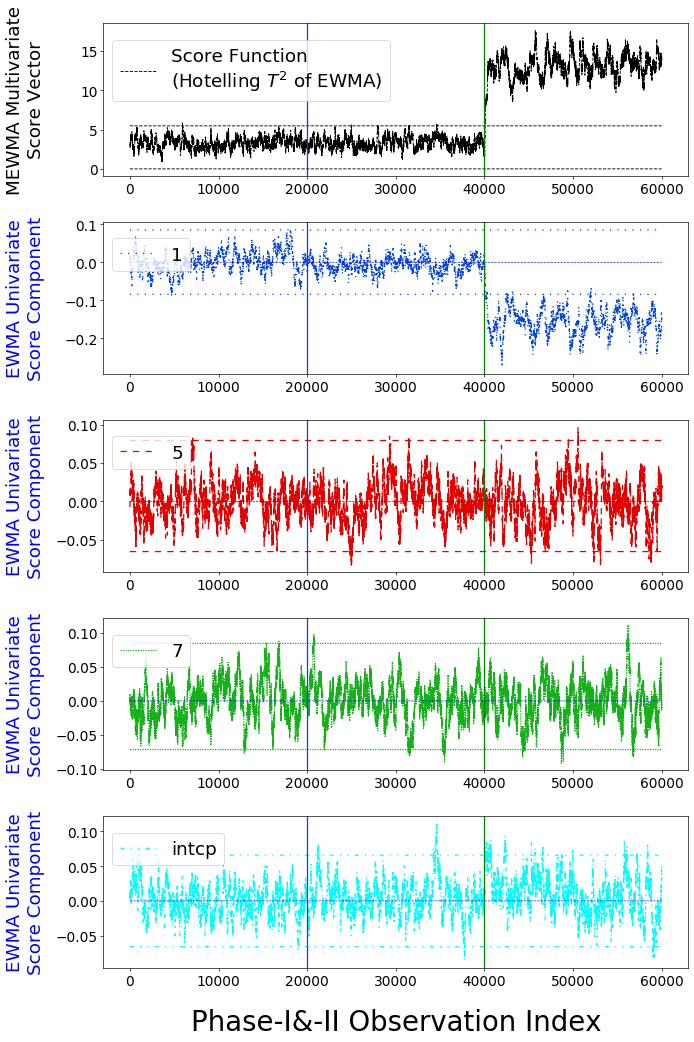 MEWMA Multivariate
Score Vector
Score Function
(Hotelling $T^2$ of EWMA)
15
10
5
0
0 10000 20000 30000 40000 50000 60000
EWMA Univariate
Score Component
1
0.1
0.0
−0.1
−0.2
0 10000 20000 30000 40000 50000 60000
EWMA Univariate
Score Component
5
0.10
0.05
0.00
−0.05
0 10000 20000 30000 40000 50000 60000
EWMA Univariate
Score Component
7
0.10
0.05
0.00
−0.05
−0.10
0 10000 20000 30000 40000 50000 60000
EWMA Univariate
Score Component
intcp
0.10
0.05
0.00
−0.05
0 10000 20000 30000 40000 50000 60000
Phase-I&-II Observation Index